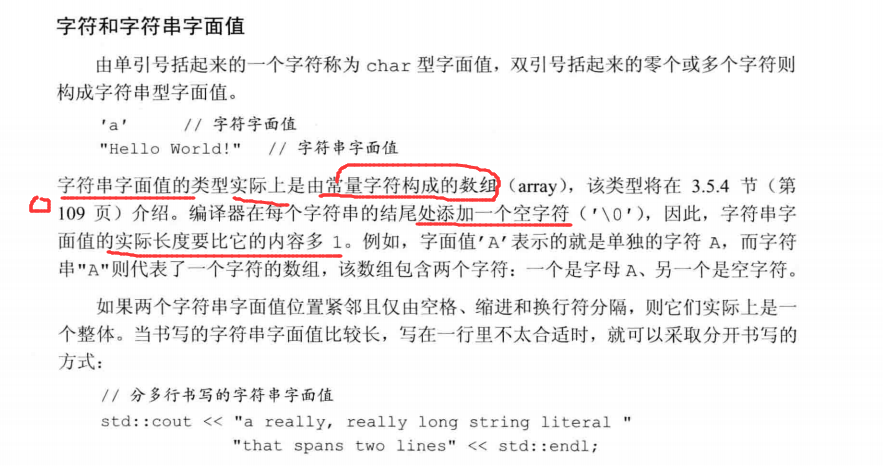 字符和字符串字面值
由单引号括起来的一个字符称为 char 型字面值，双引号括起来的零个或多个字符则
构成字符串型字面值。
'a' // 字符字面值
"Hello World!" // 字符串字面值
字符串字面值的类型实际上是由常量字符构成的数组（array），该类型将在 3.5.4 节（第
109 页）介绍。编译器在每个字符串的结尾处添加一个空字符（'\0'），因此，字符串字
面值的实际长度要比它的内容多 1。例如，字面值'A'表示的就是单独的字符 A，而字符
串"A"则代表了一个字符的数组，该数组包含两个字符：一个是字母 A、另一个是空字符。
如果两个字符串字面值位置紧邻且仅由空格、缩进和换行符分隔，则它们实际上是一
个整体。当书写的字符串字面值比较长，写在一行里不太合适时，就可以采取分开书写的
方式：
// 分多行书写的字符串字面值
std::cout << "a really, really long string literal "
"that spans two lines" << std::endl;